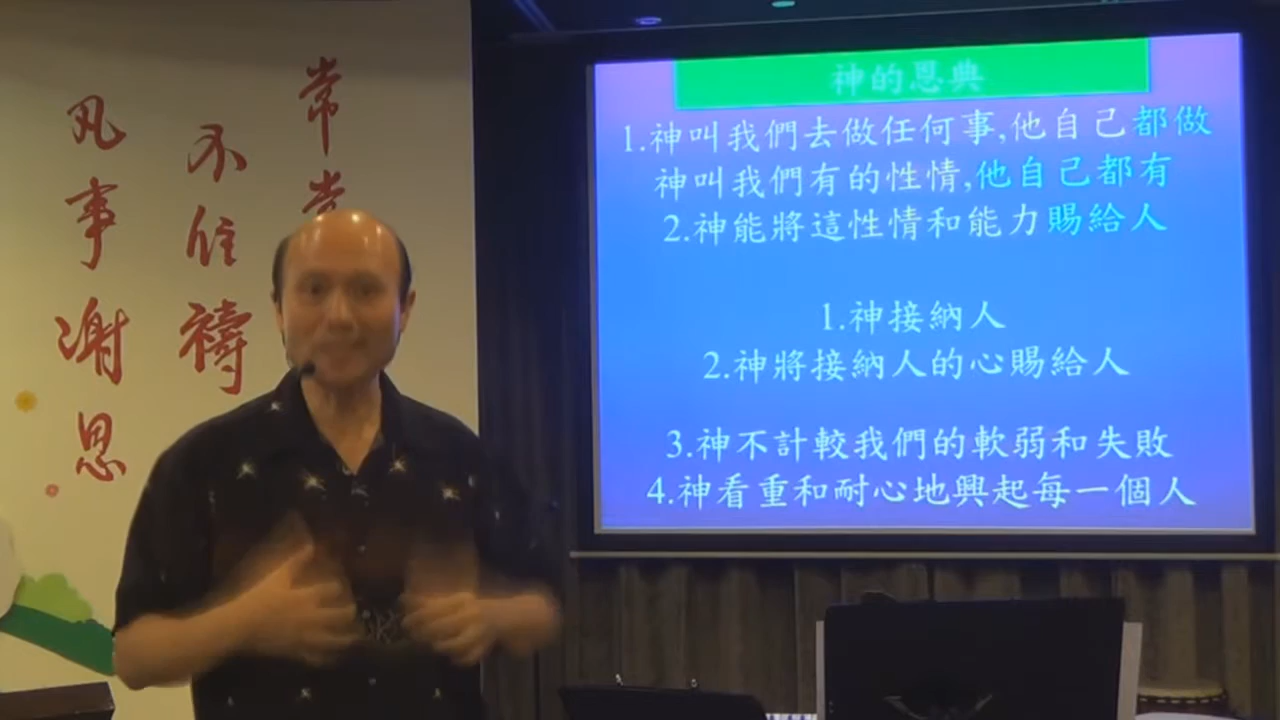 常常
不住禱
凡事謝恩
神的恩典
1.神叫我們去做任何事,他自己都做
神叫我們有的性情,他自己都有
2.神能將這性情和能力賜給人
1.神接納人
2.神將接納人的心賜給人
3.神不計較我們的軟弱和失敗
4.神看重和耐心地興起每一個人